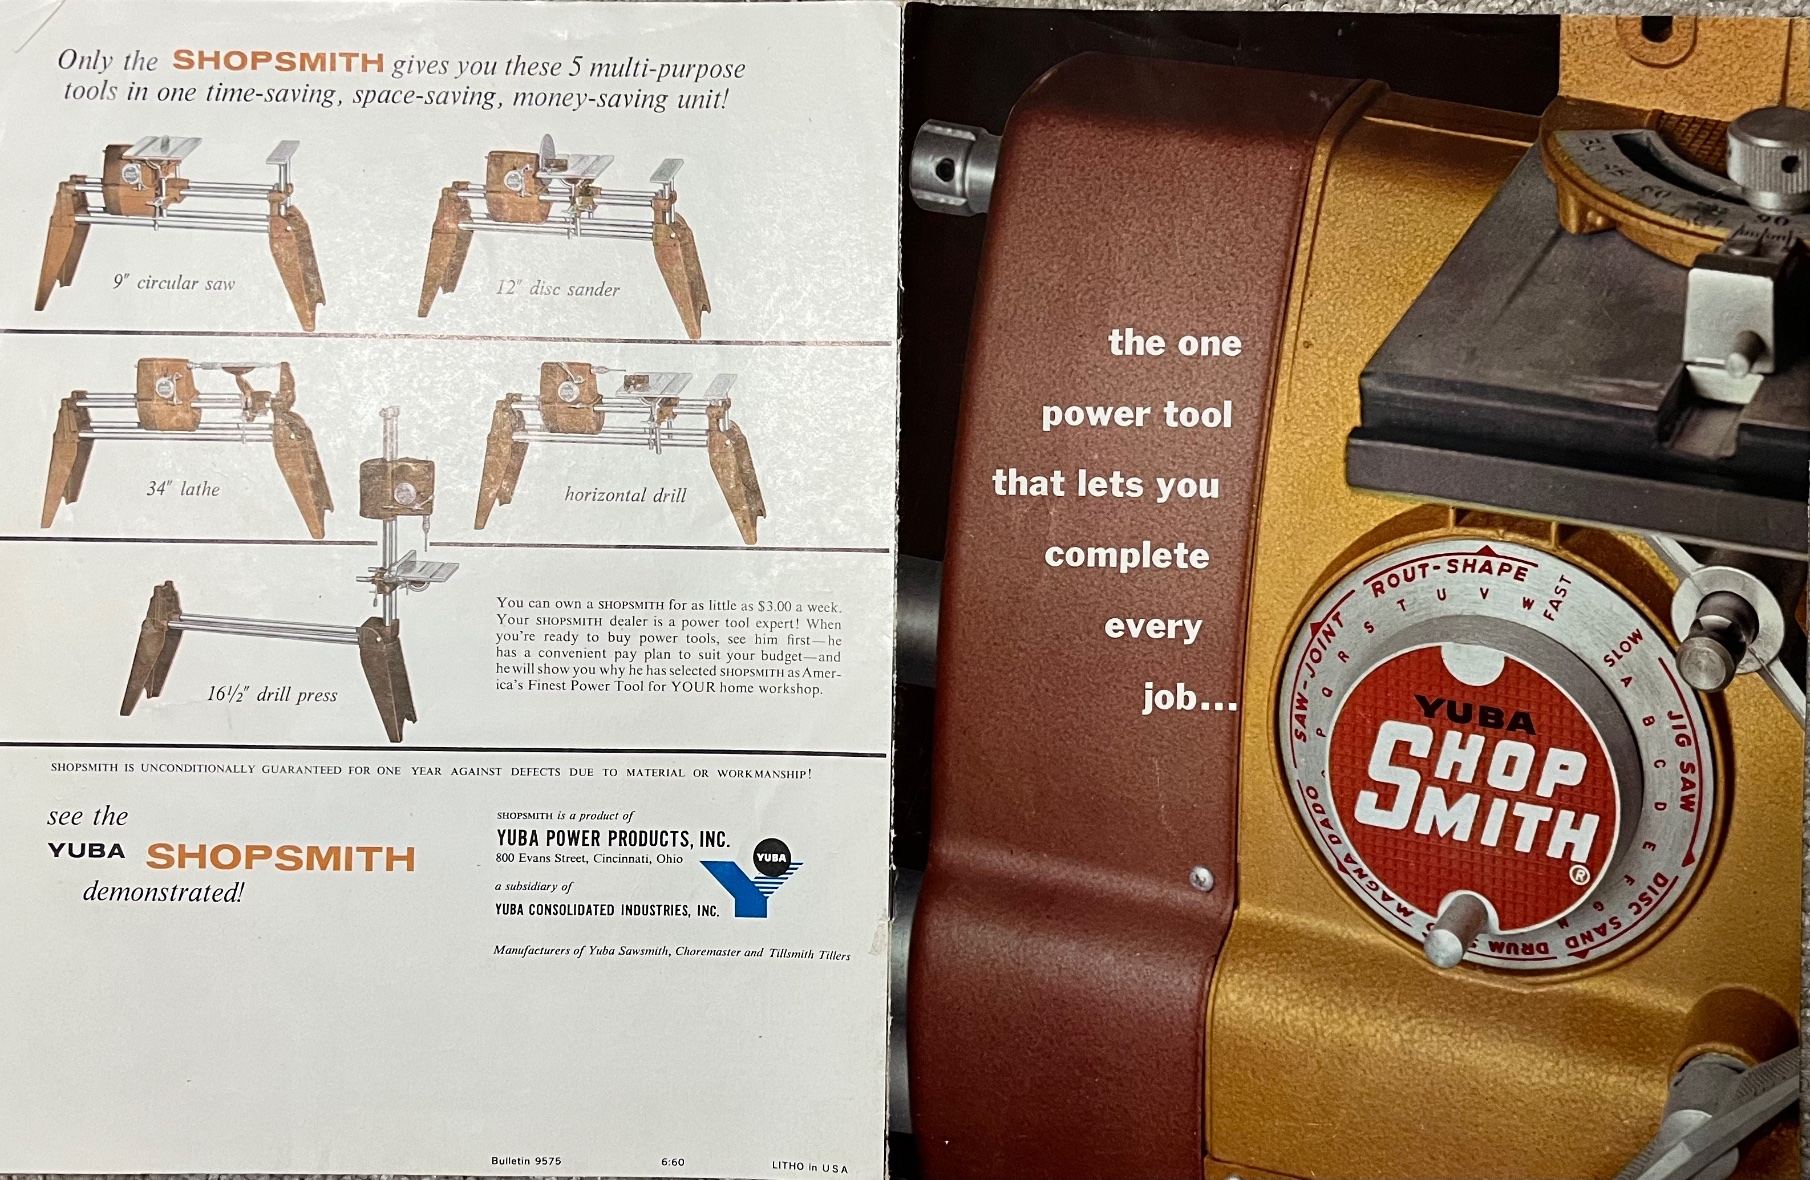 Only the SHOPSMITH gives you these 5 multi-purpose
tools in one time-saving, space-saving, money-saving unit!
9" circular saw
12" disc sander
34" lathe
horizontal drill
16½" drill press
You can own a SHOPSMITH for as little as $3.00 a week.
Your SHOPSMITH dealer is a power tool expert! When
you're ready to buy power tools, see him first—he
has a convenient pay plan to suit your budget—and
he will show you why he has selected SHOPSMITH as Amer-
ica's Finest Power Tool for YOUR home workshop.
SHOPSMITH IS UNCONDITIONALLY GUARANTEED FOR ONE YEAR AGAINST DEFECTS DUE TO MATERIAL OR WORKMANSHIP!
see the
YUBA SHOPSMITH
demonstrated!
SHOPSMITH is a product of
YUBA POWER PRODUCTS, INC.
800 Evans Street, Cincinnati, Ohio
a subsidiary of
YUBA CONSOLIDATED INDUSTRIES, INC.
YUBA
Manufacturers of Yuba Sawsmith, Choremaster and Tillsmith Tillers
Bulletin 9575 6:60 LITHO in U S A
the one
power tool
that lets you
complete
every
job...
90
ROUT-SHAPE
FAST
SLOW
JIG SAW
DISC SAND
DRUM
MAGNA DADO
SAW-JOINT
P Q R S T U V W
A B C D E F G H
YUBA
SHOP
SMITH
®